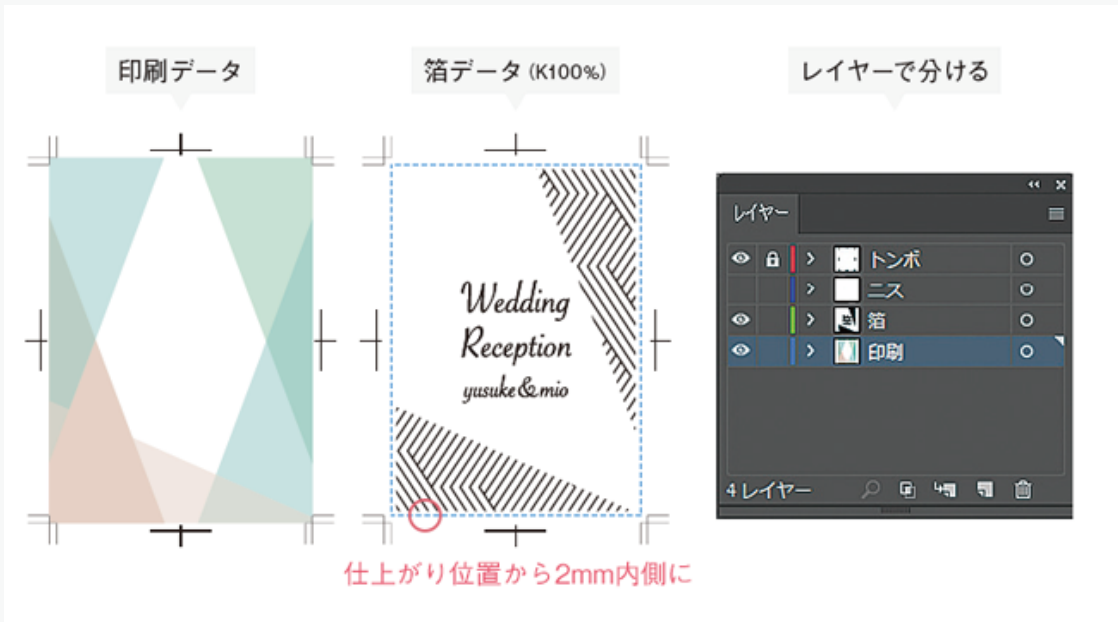 印刷データ
箔データ(K100%)
レイヤーで分ける
Wedding
Reception
yusuke&mio
仕上がり位置から2mm内側に
レイヤー
トンボ
ニス
箔
印刷
4レイヤー